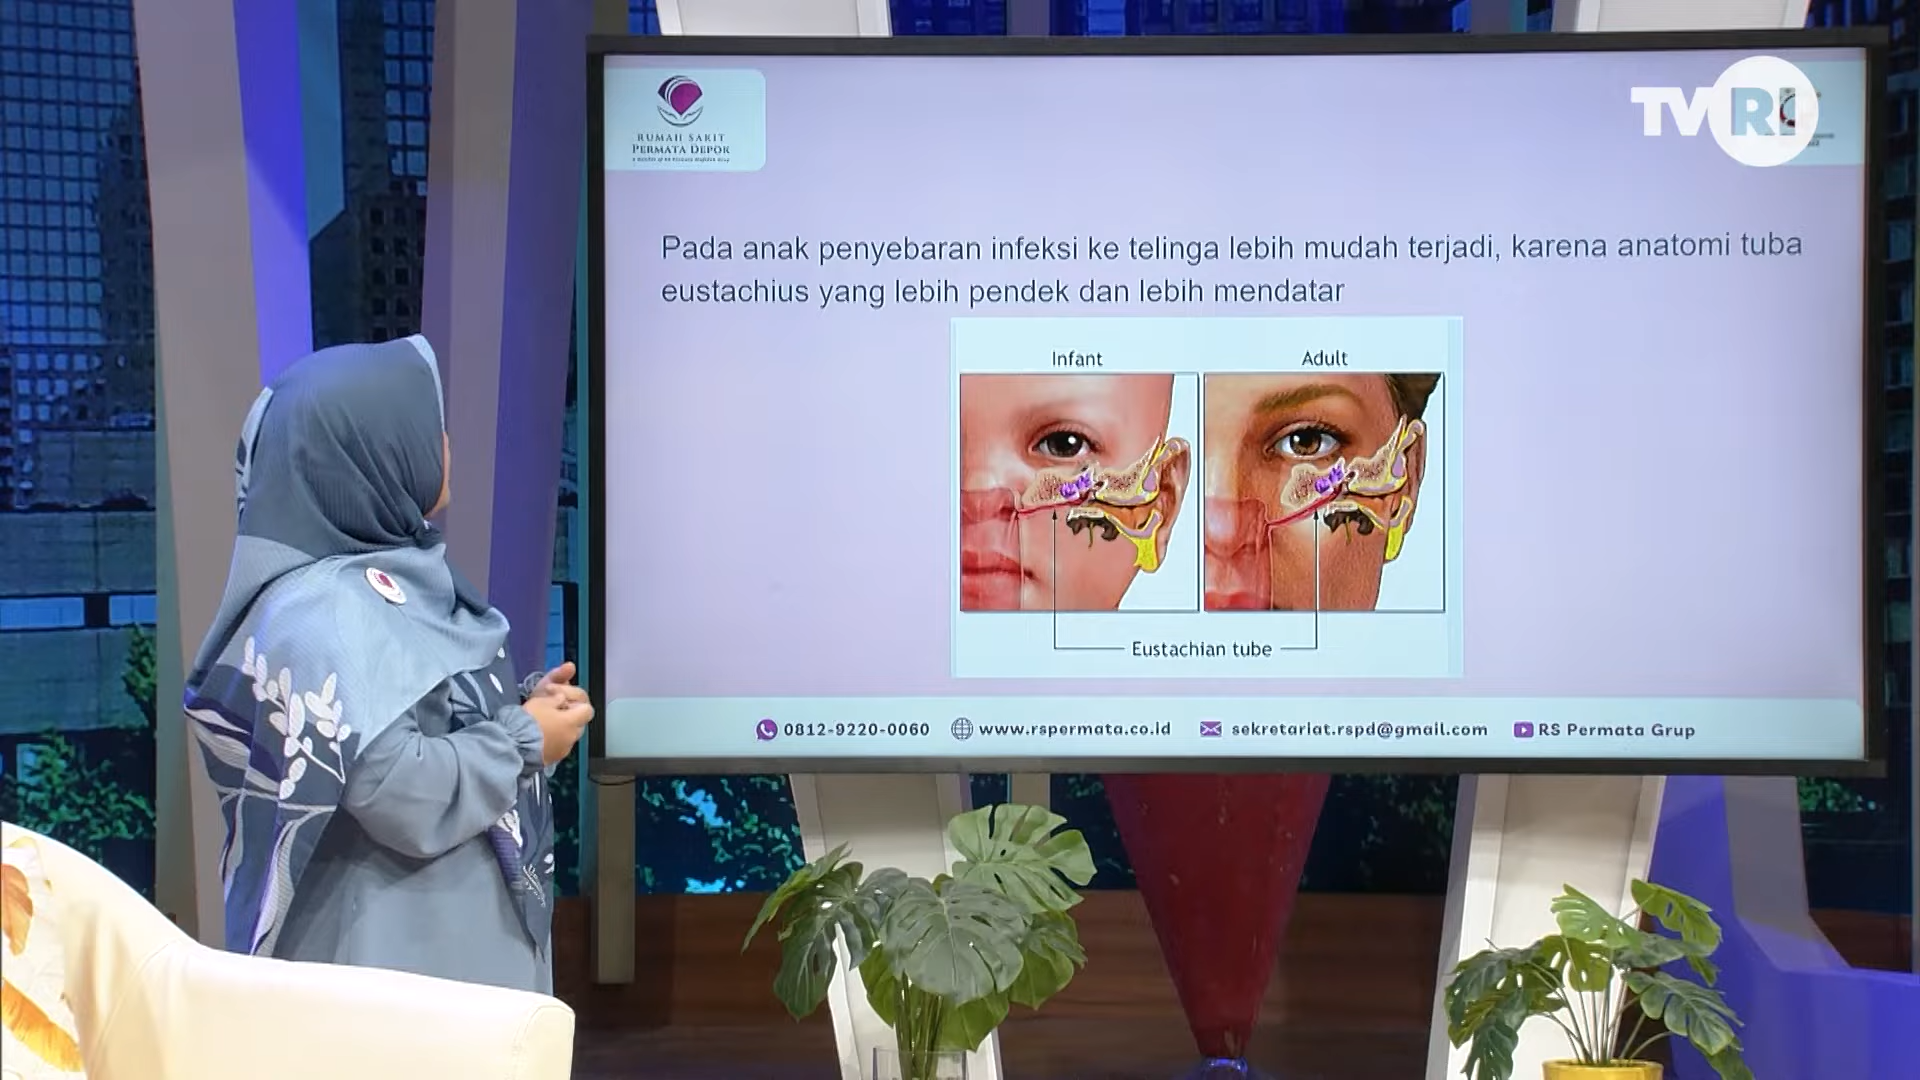 TVRI
RUMAH SAKIT
PERMATA DEPOK
Pada anak penyebaran infeksi ke telinga lebih mudah terjadi, karena anatomi tuba
eustachius yang lebih pendek dan lebih mendatar
Infant
Adult
Eustachian tube
0812-9220-0060
www.rspermata.co.id
sekretariat.rspd@gmail.com
RS Permata Grup